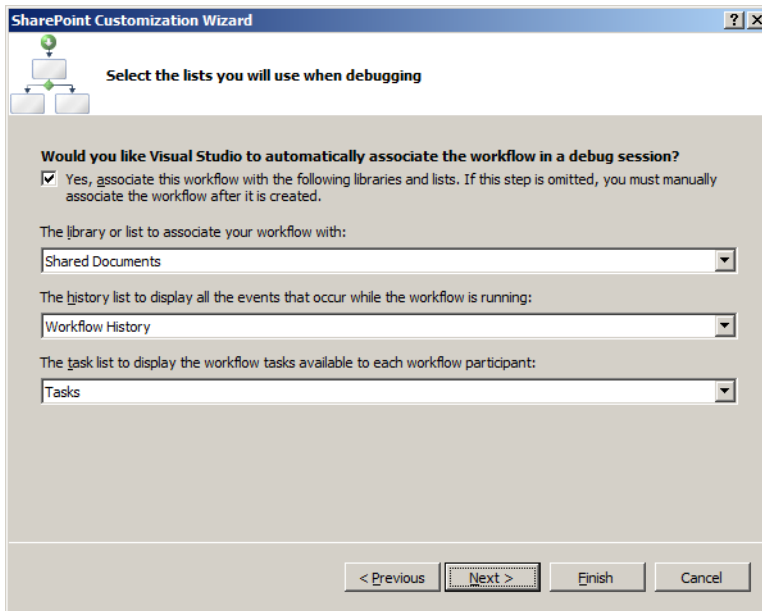 SharePoint Customization Wizard
Select the lists you will use when debugging
Would you like Visual Studio to automatically associate the workflow in a debug session?
Yes, associate this workflow with the following libraries and lists. If this step is omitted, you must manually
associate the workflow after it is created.
The library or list to associate your workflow with:
Shared Documents
The history list to display all the events that occur while the workflow is running:
Workflow History
The task list to display the workflow tasks available to each workflow participant:
Tasks
< Previous Next > Finish Cancel